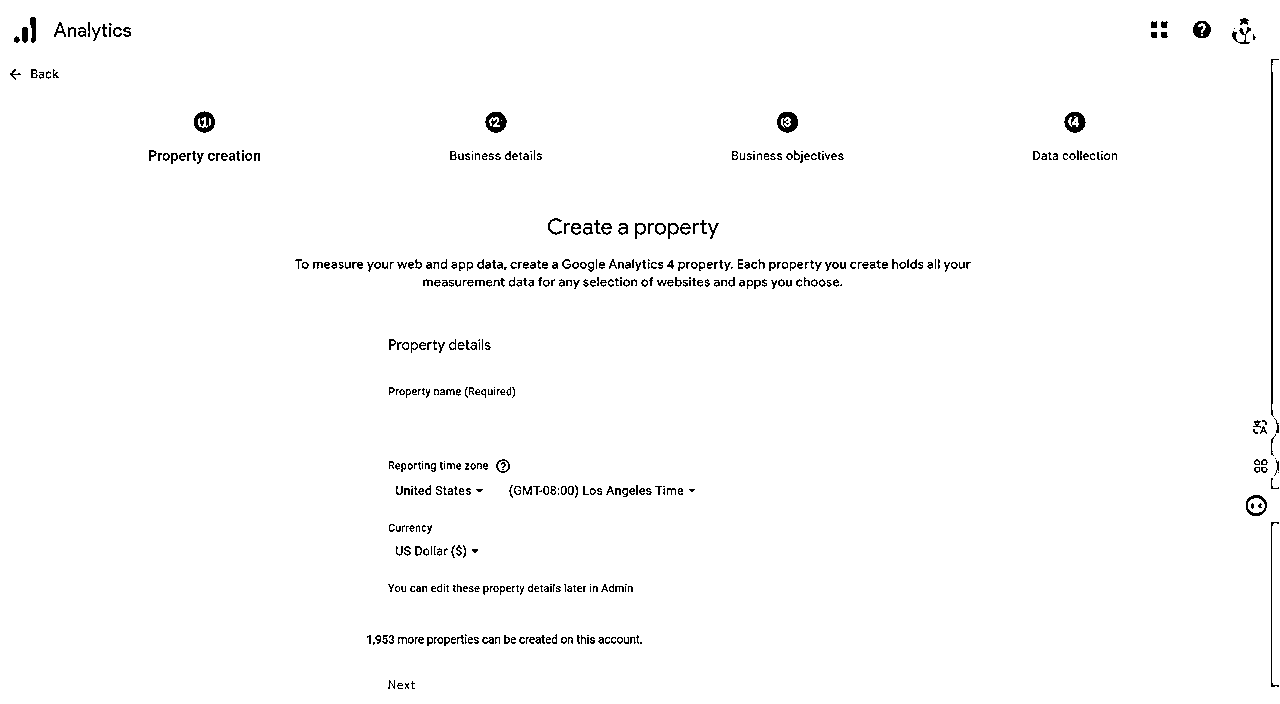 Analytics
Back
1 2 3 4
Property creation Business details Business objectives Data collection
Create a property
To measure your web and app data, create a Google Analytics 4 property. Each property you create holds all your
measurement data for any selection of websites and apps you choose.
Property details
Property name (Required)
Reporting time zone
United States (GMT-08:00) Los Angeles Time
Currency
US Dollar ($)
You can edit these property details later in Admin
1,953 more properties can be created on this account.
Next